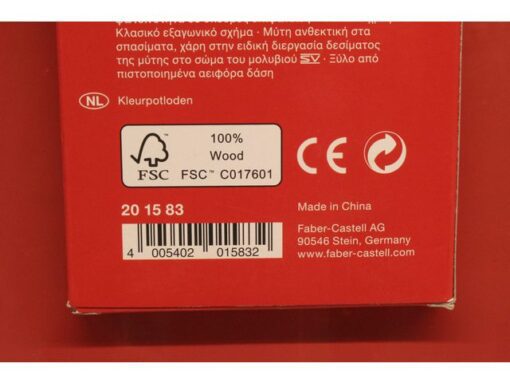 Κλασικό εξαγωνικό σχήμα · Μύτη ανθεκτική στα
σπασίματα, χάρη στην ειδική διεργασία δεσίματος
της μύτης στο σώμα του μολυβιού SV · Ξύλο από
πιστοποιημένα αειφόρα δάση
NL Kleurpotloden
FSC
100%
Wood
FSC™ C017601
CE
20 15 83
4 005402 015832
Made in China
Faber-Castell AG
90546 Stein, Germany
www.faber-castell.com